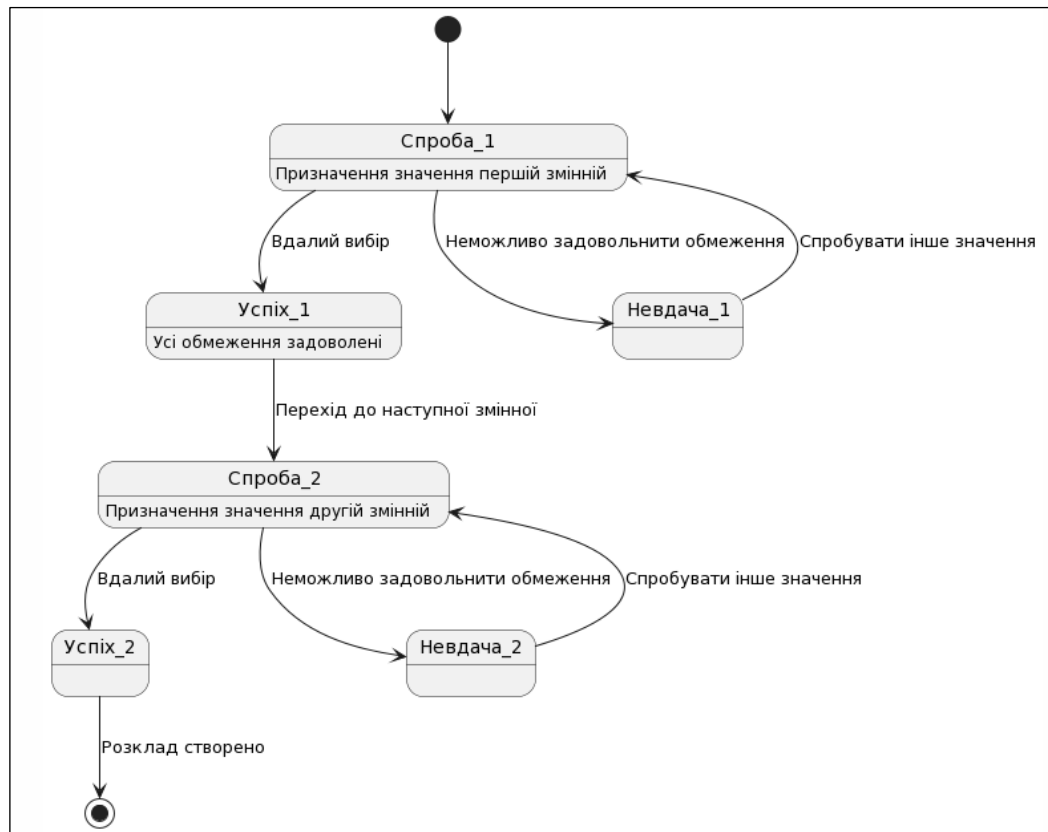 Спроба_1
Призначення значення першій змінній
Вдалий вибір
Неможливо задовольнити обмеження
Спробувати інше значення
Успіх_1
Усі обмеження задоволені
Невдача_1
Перехід до наступної змінної
Спроба_2
Призначення значення другій змінній
Вдалий вибір
Неможливо задовольнити обмеження
Спробувати інше значення
Успіх_2
Невдача_2
Розклад створено